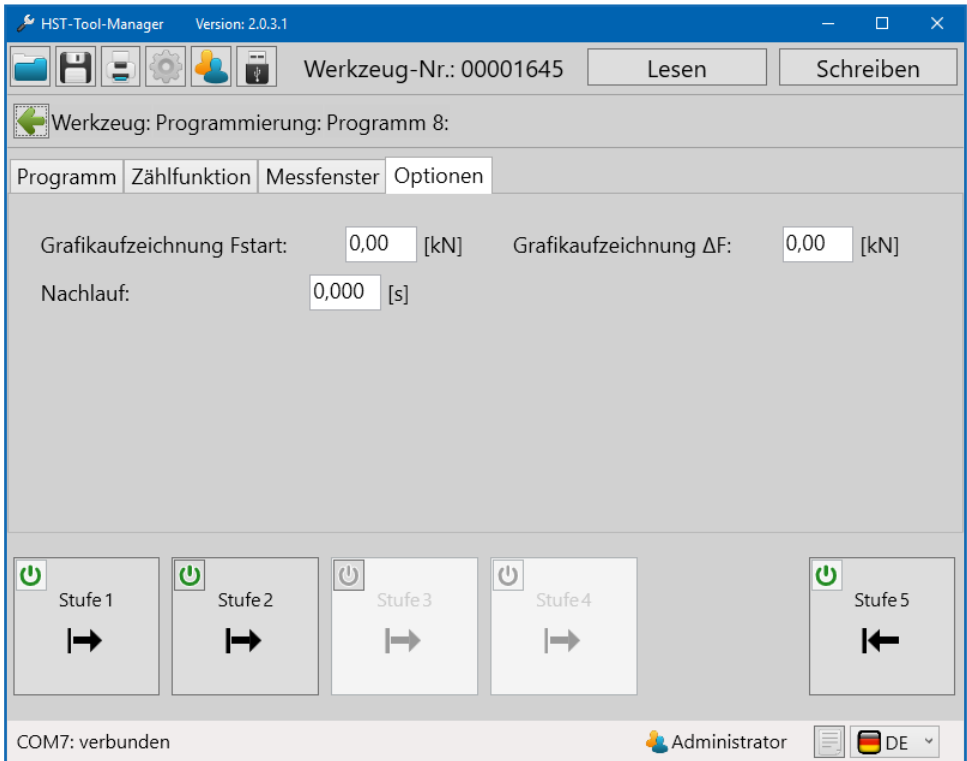 HST-Tool-Manager Version: 2.0.3.1
Werkzeug-Nr.: 00001645 Lesen Schreiben
Werkzeug: Programmierung: Programm 8:
Programm Zählfunktion Messfenster Optionen
Grafikaufzeichnung Fstart: 0,00 [kN] Grafikaufzeichnung ΔF: 0,00 [kN]
Nachlauf: 0,000 [s]
Stufe 1 Stufe 2 Stufe 3 Stufe 4 Stufe 5
COM7: verbunden Administrator DE